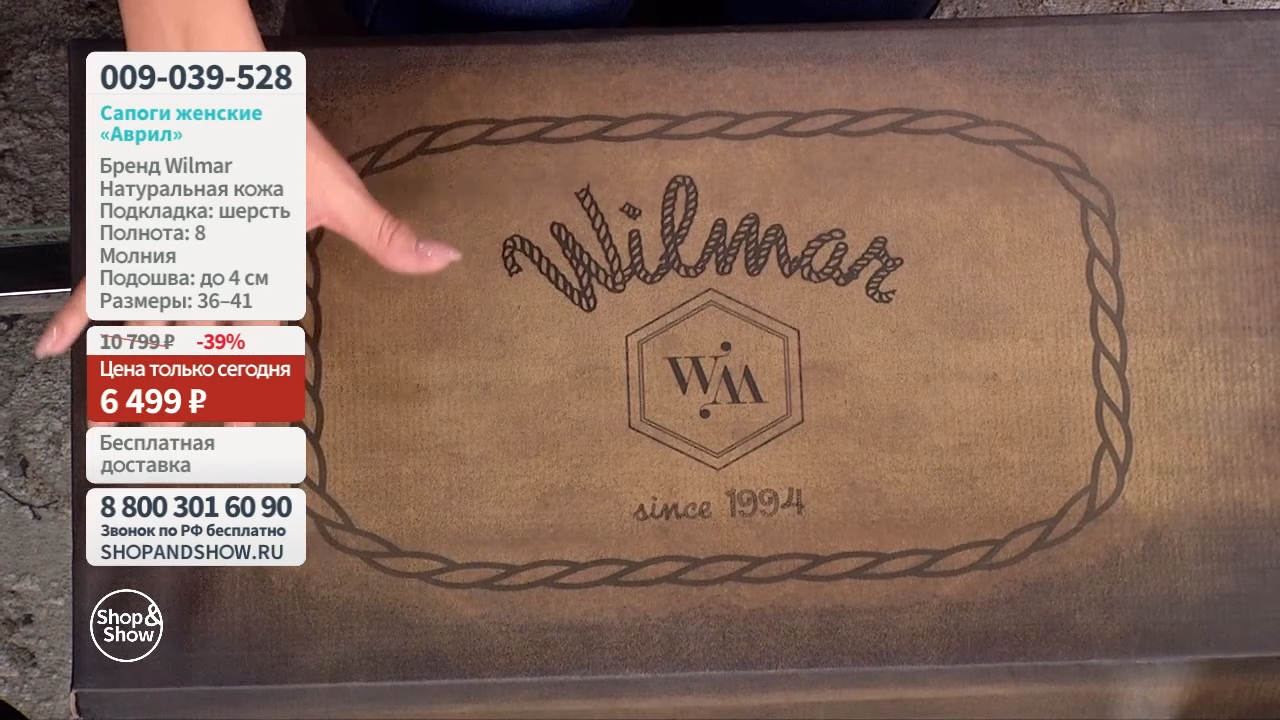 009-039-528
Сапоги женские
«Аврил»
Бренд Wilmar
Натуральная кожа
Подкладка: шерсть
Полнота: 8
Молния
Подошва: до 4 см
Размеры: 36–41
10 799 ₽ -39%
Цена только сегодня
6 499 ₽
Бесплатная
доставка
8 800 301 60 90
Звонок по РФ бесплатно
SHOPANDSHOW.RU
Shop&
Show
Wilmar
WM
since 1994